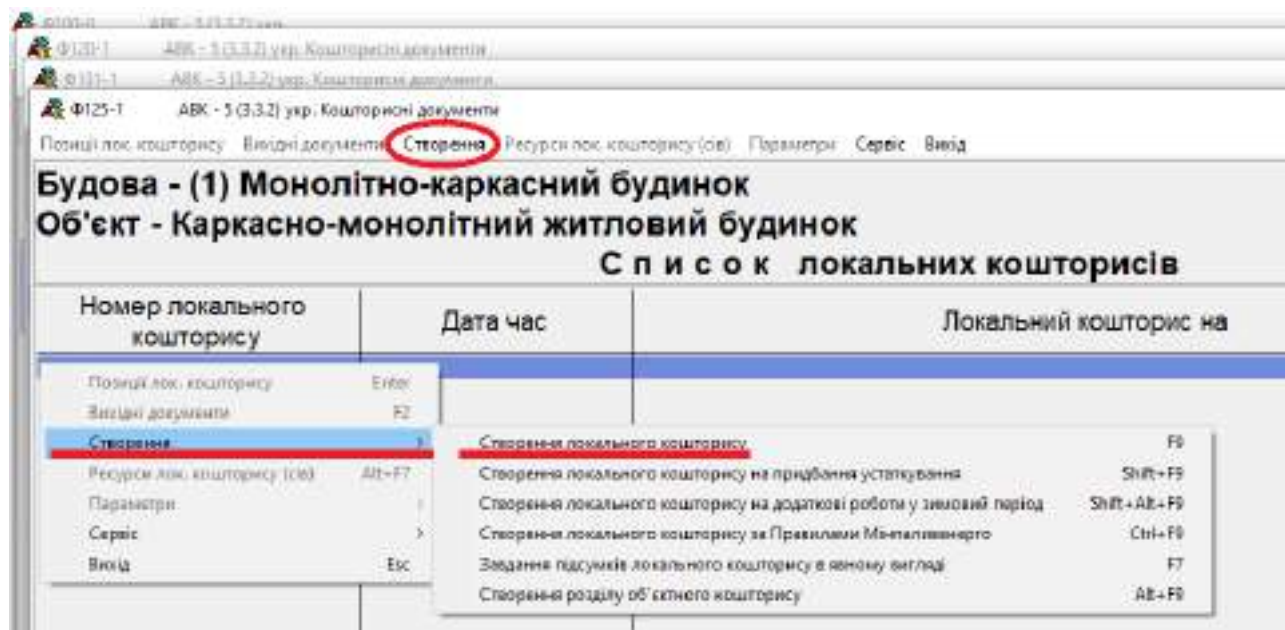 Ф100-0 АВК - 5 (3.3.2) укр.
Ф120-1 АВК - 5 (3.3.2) укр. Кошторисні документи
Ф131-1 АВК - 5 (3.3.2) укр. Кошторисні документи
Ф125-1 АВК - 5 (3.3.2) укр. Кошторисні документи
Позиції лок. кошторису Вихідні документи Створення Ресурси лок. кошторису (сів) Параметри Сервіс Вихід
Будова - (1) Монолітно-каркасний будинок
Об'єкт - Каркасно-монолітний житловий будинок
Список локальних кошторисів
Номер локального кошторису Дата час Локальний кошторис на
Позиції лок. кошторису Enter
Вихідні документи F2
Створення >
Ресурси лок. кошторису (сів) Alt+F7
Параметри >
Сервіс >
Вихід Esc
Створення локального кошторису F9
Створення локального кошторису на придбання устаткування Shift+F9
Створення локального кошторису на додаткові роботи у зимовий період Shift+Alt+F9
Створення локального кошторису за Правилами Мінпаливенерго Ctrl+F9
Завдання підсумків локального кошторису в явному вигляді F7
Створення розділу об'єктного кошторису Alt+F9